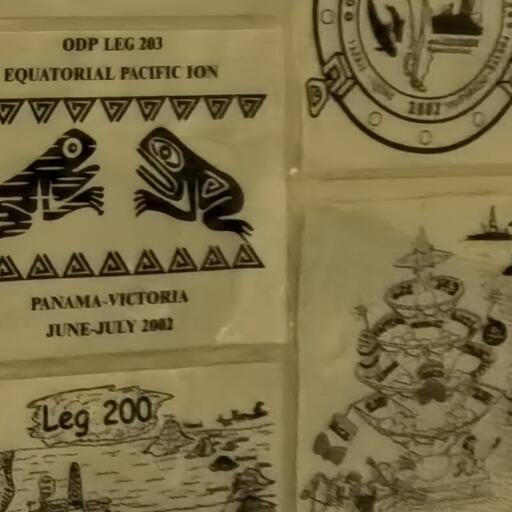 ODP LEG 203
EQUATORIAL PACIFIC ION
PANAMA-VICTORIA
JUNE-JULY 2002
2002
Leg 200